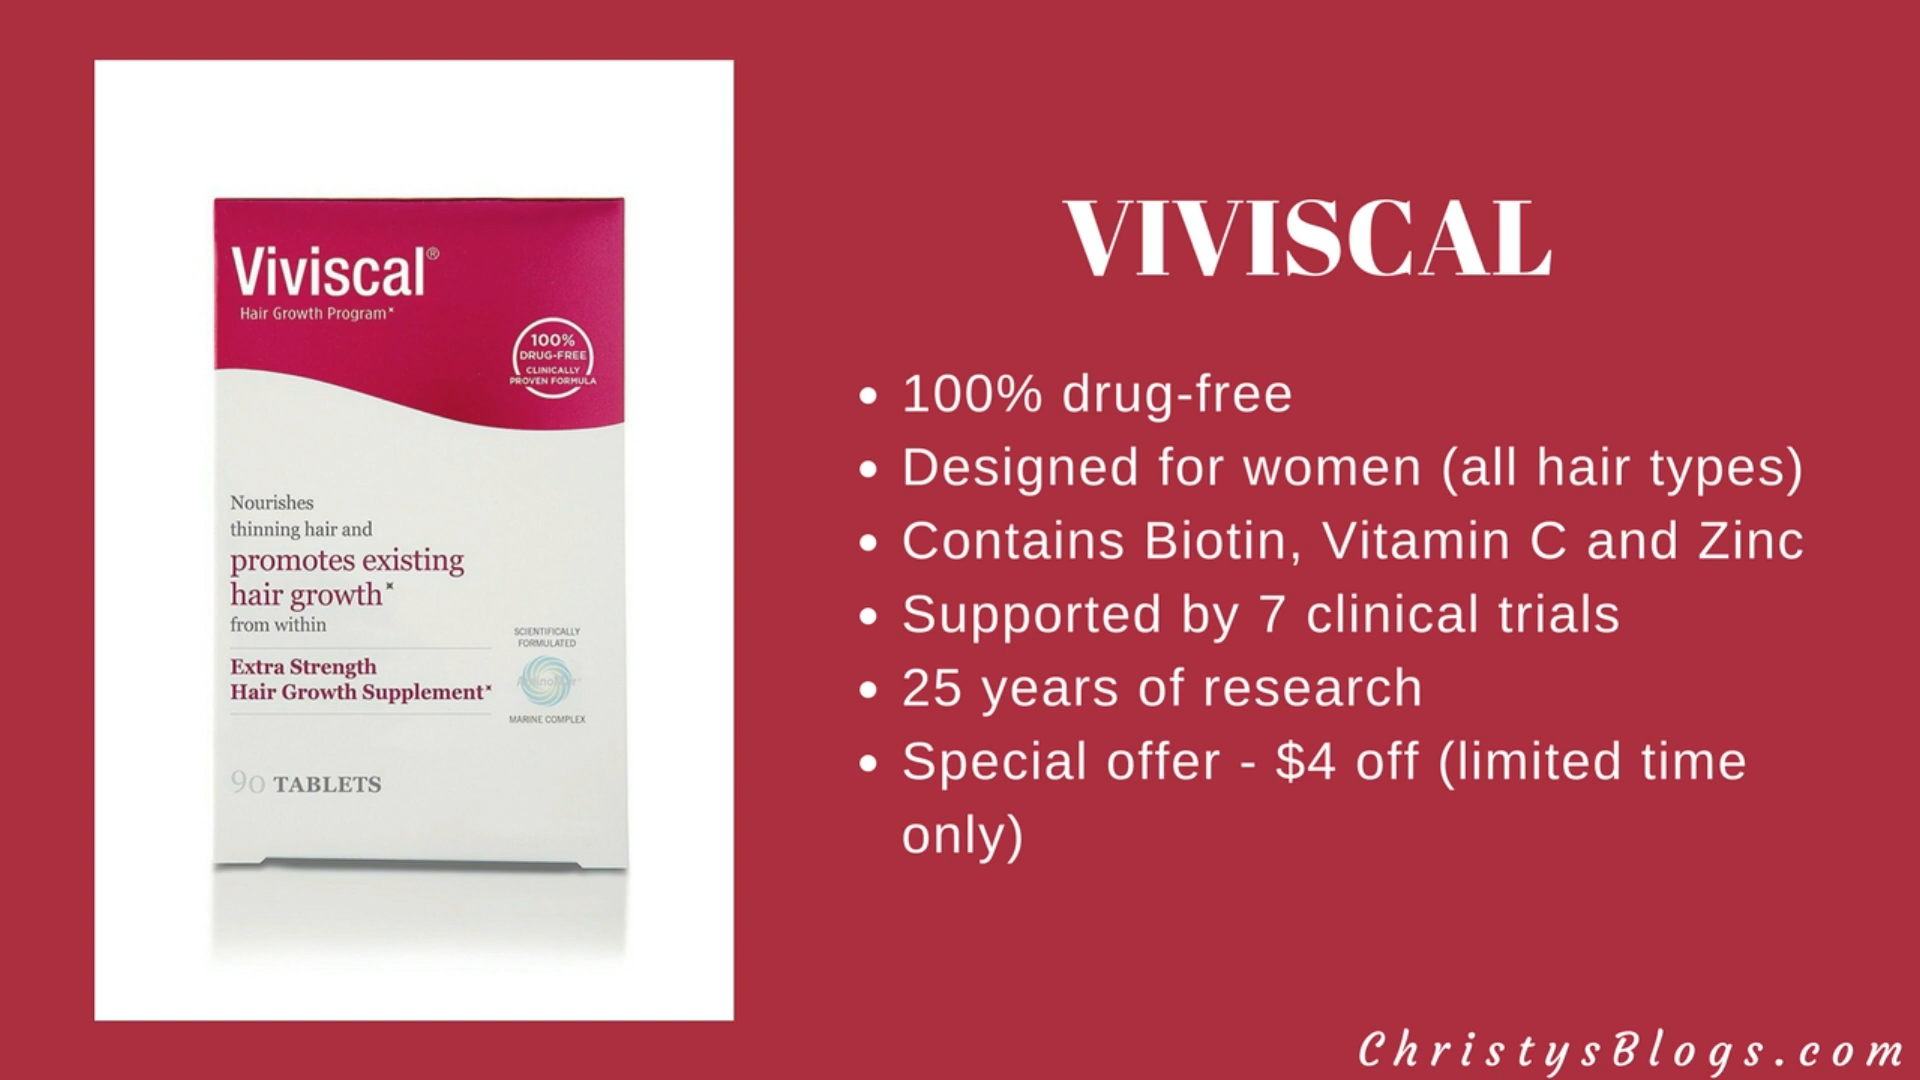 Viviscal®
Hair Growth Program*
100%
DRUG-FREE
CLINICALLY
PROVEN FORMULA
Nourishes
thinning hair and
promotes existing
hair growth*
from within
Extra Strength
Hair Growth Supplement*
SCIENTIFICALLY
FORMULATED
AminoMar®
MARINE COMPLEX
90 TABLETS
VIVISCAL
• 100% drug-free
• Designed for women (all hair types)
• Contains Biotin, Vitamin C and Zinc
• Supported by 7 clinical trials
• 25 years of research
• Special offer - $4 off (limited time
only)
ChristysBlogs.com